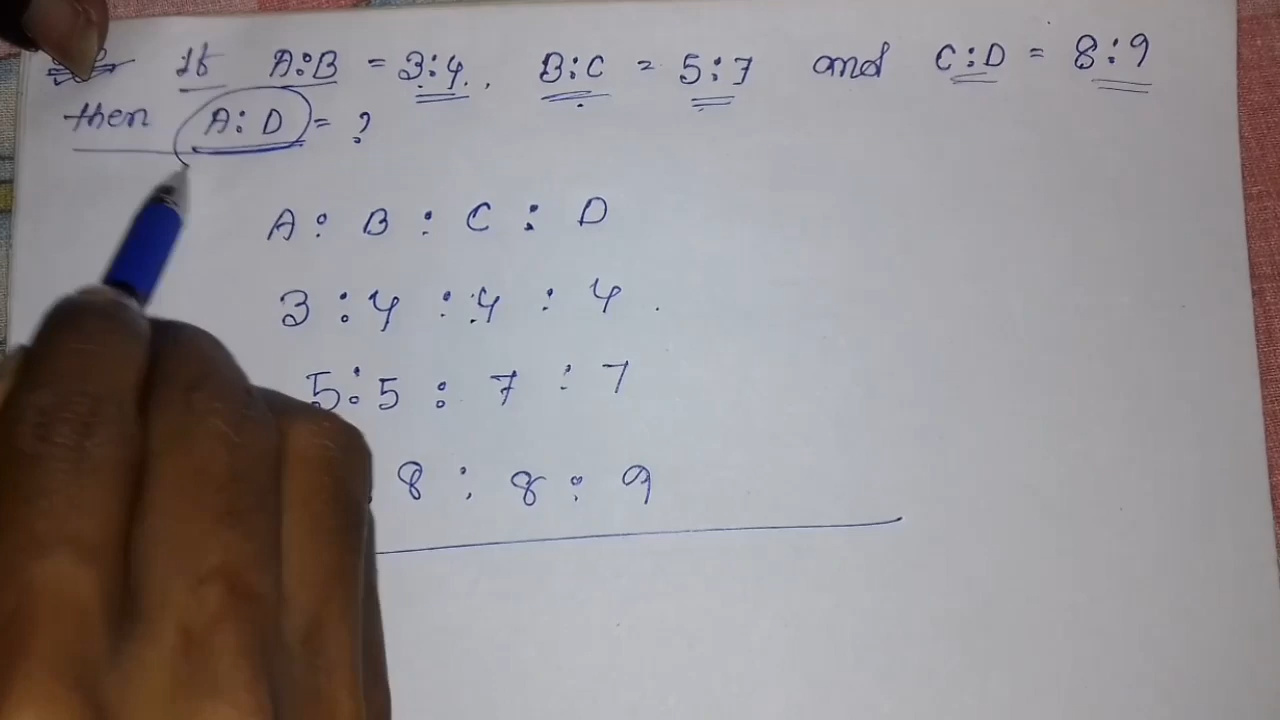 If A:B = 3:4, B:C = 5:7 and C:D = 8:9
then A:D = ?
A : B : C : D
3 : 4 : 4 : 4
5 : 5 : 7 : 7
8 : 8 : 9